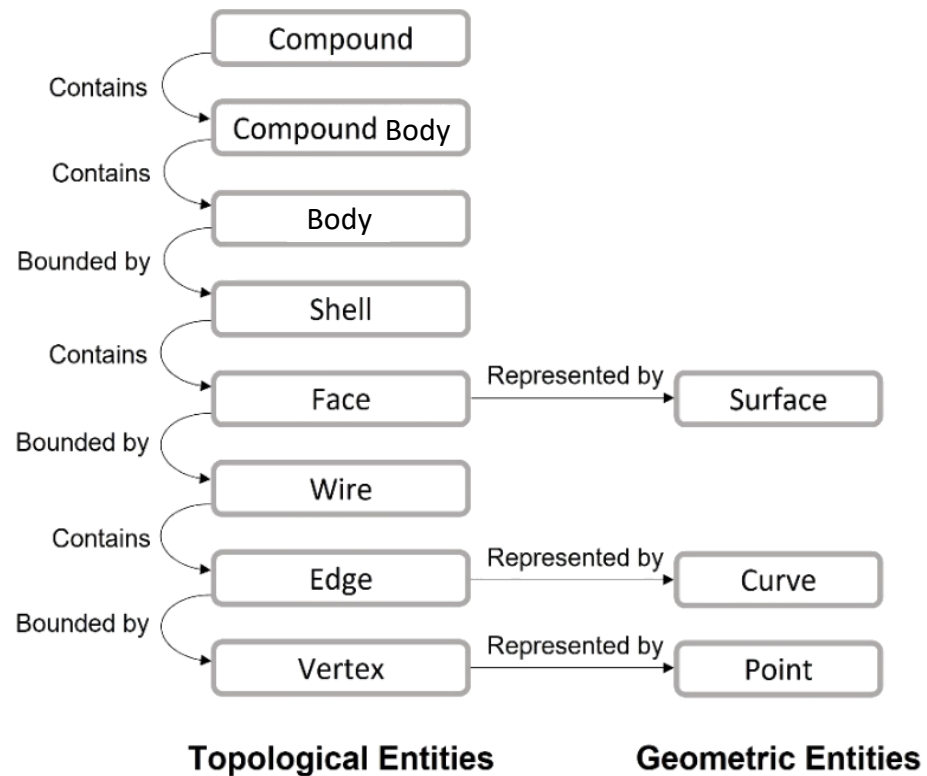 Compound
Contains
Compound Body
Contains
Body
Bounded by
Shell
Contains
Face
Represented by
Surface
Bounded by
Wire
Contains
Edge
Represented by
Curve
Bounded by
Vertex
Represented by
Point
Topological Entities
Geometric Entities